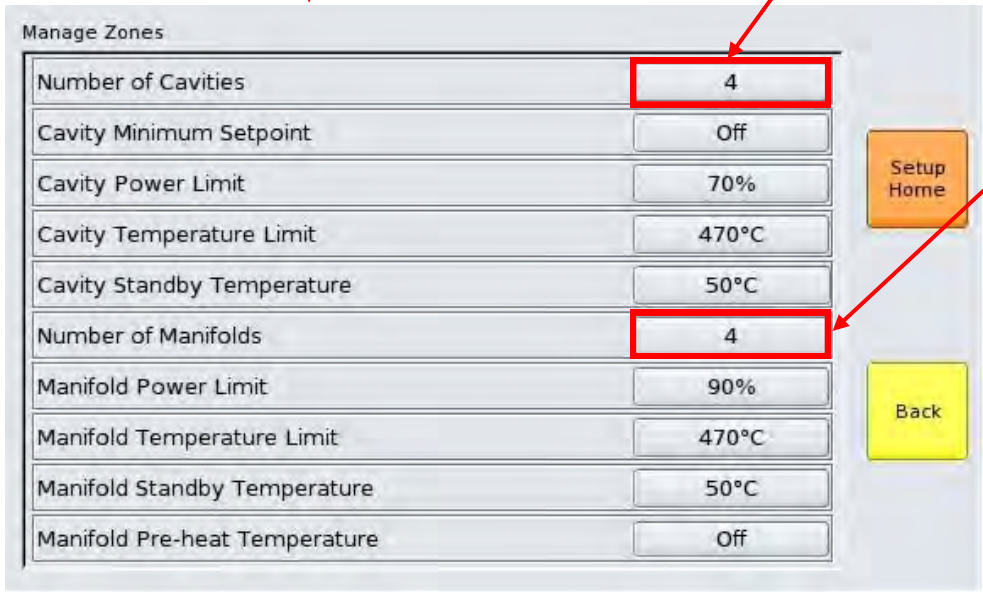 Manage Zones
Number of Cavities 4
Cavity Minimum Setpoint Off
Cavity Power Limit 70%
Cavity Temperature Limit 470°C
Cavity Standby Temperature 50°C
Number of Manifolds 4
Manifold Power Limit 90%
Manifold Temperature Limit 470°C
Manifold Standby Temperature 50°C
Manifold Pre-heat Temperature Off
Setup
Home
Back